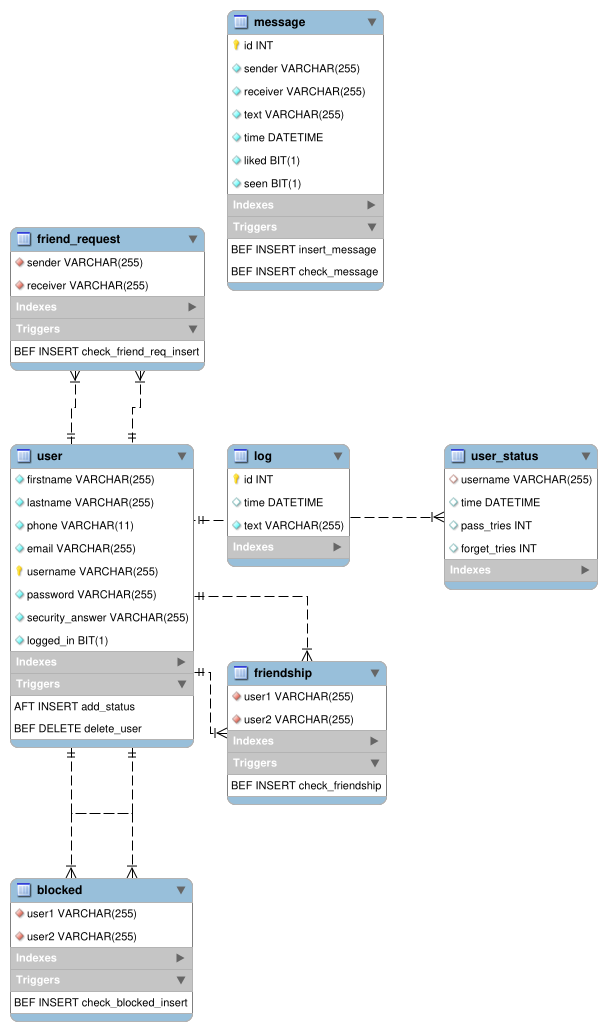 message
id INT
sender VARCHAR(255)
receiver VARCHAR(255)
text VARCHAR(255)
time DATETIME
liked BIT(1)
seen BIT(1)
Indexes
Triggers
BEF INSERT insert_message
BEF INSERT check_message
friend_request
sender VARCHAR(255)
receiver VARCHAR(255)
Indexes
Triggers
BEF INSERT check_friend_req_insert
user
firstname VARCHAR(255)
lastname VARCHAR(255)
phone VARCHAR(11)
email VARCHAR(255)
username VARCHAR(255)
password VARCHAR(255)
security_answer VARCHAR(255)
logged_in BIT(1)
Indexes
Triggers
AFT INSERT add_status
BEF DELETE delete_user
log
id INT
time DATETIME
text VARCHAR(255)
Indexes
user_status
username VARCHAR(255)
time DATETIME
pass_tries INT
forget_tries INT
Indexes
friendship
user1 VARCHAR(255)
user2 VARCHAR(255)
Indexes
Triggers
BEF INSERT check_friendship
blocked
user1 VARCHAR(255)
user2 VARCHAR(255)
Indexes
Triggers
BEF INSERT check_blocked_insert